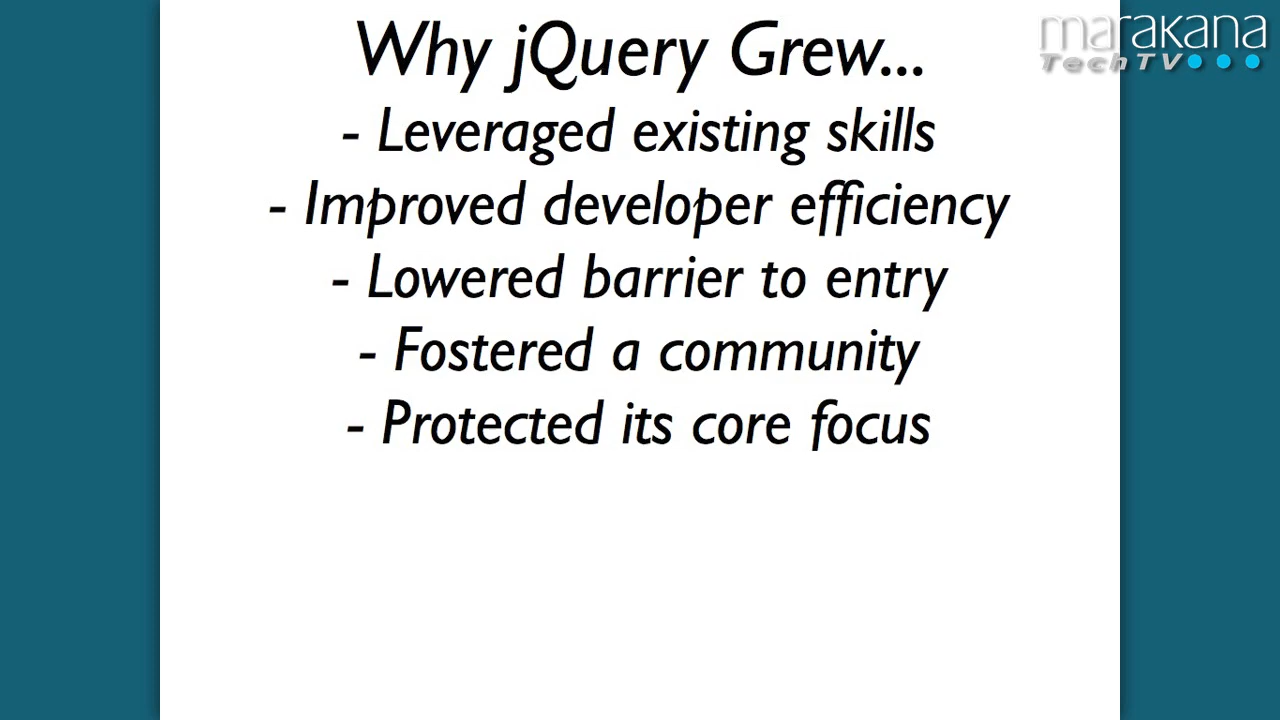 Why jQuery Grew...
- Leveraged existing skills
- Improved developer efficiency
- Lowered barrier to entry
- Fostered a community
- Protected its core focus
marakana
TechTV